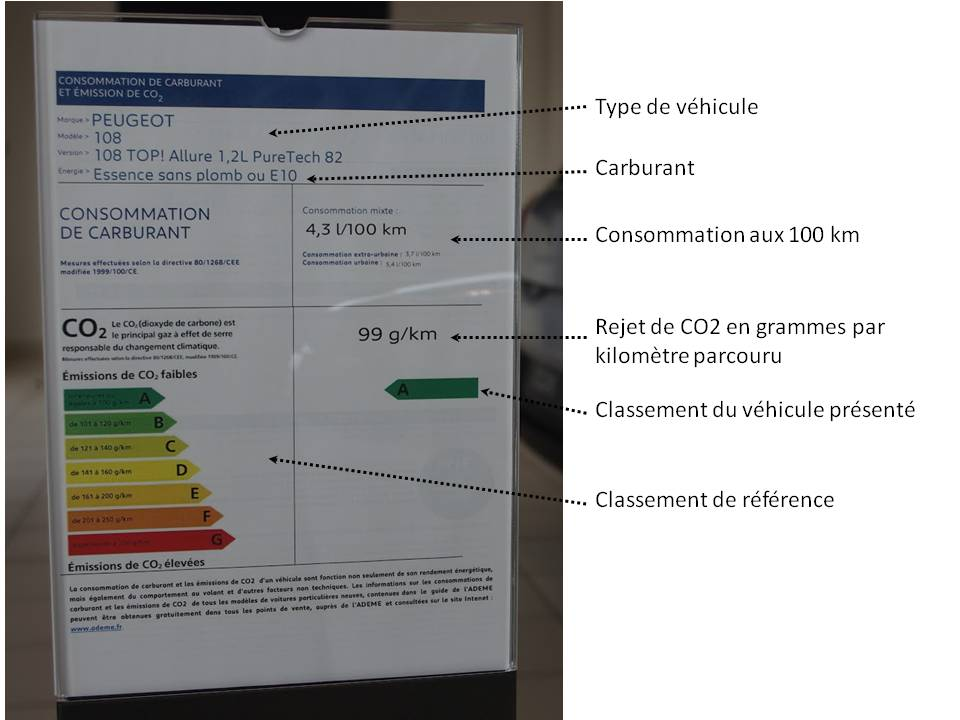 CONSOMMATION DE CARBURANT
ET ÉMISSION DE CO2
Marque > PEUGEOT
Modèle > 108
Version > 108 TOP! Allure 1,2L PureTech 82
Energie > Essence sans plomb ou E10
CONSOMMATION
DE CARBURANT
Mesures effectuées selon la directive 80/1268/CEE
modifiée 1999/100/CE.
Consommation mixte :
4,3 l/100 km
Consommation extra-urbaine : 3,7 l/100 km
Consommation urbaine : 5,4 l/100 km
CO2 Le CO2 (dioxyde de carbone) est
le principal gaz à effet de serre
responsable du changement climatique.
Mesures effectuées selon la directive 80/1268/CEE, modifiée 1999/100/CE.
99 g/km
Émissions de CO2 faibles
A
de 101 à 120 g/km B
de 121 à 140 g/km C
de 141 à 160 g/km D
de 161 à 200 g/km E
de 201 à 250 g/km F
G
Émissions de CO2 élevées
A
La consommation de carburant et les émissions de CO2 d'un véhicule sont fonction non seulement de son rendement énergétique,
mais également du comportement au volant et d'autres facteurs non techniques. Les informations sur les consommations de
carburant et les émissions de CO2 de tous les modèles de voitures particulières neuves, contenues dans le guide de l'ADEME
peuvent être obtenues gratuitement dans tous les points de vente, auprès de l'ADEME et consultées sur le site Intenet :
www.ademe.fr.
Type de véhicule
Carburant
Consommation aux 100 km
Rejet de CO2 en grammes par
kilomètre parcouru
Classement du véhicule présenté
Classement de référence